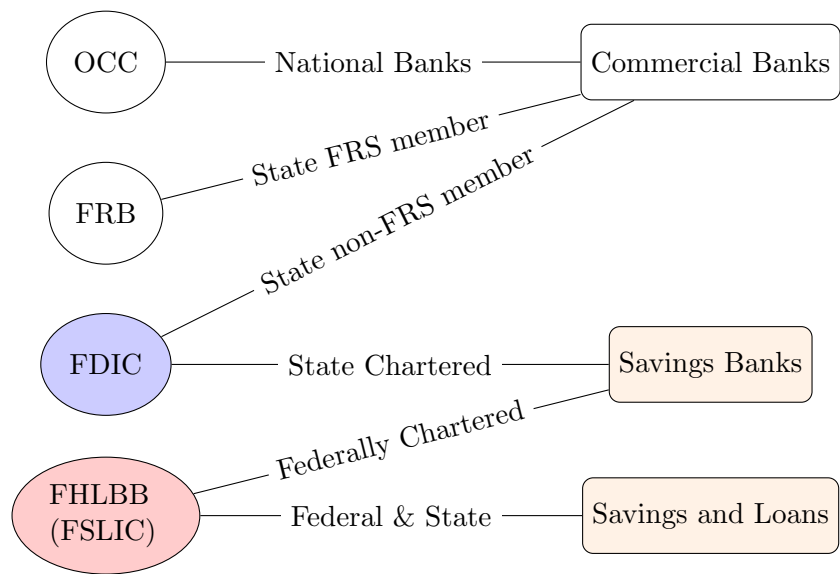 OCC
National Banks
Commercial Banks
State FRS member
FRB
State non-FRS member
FDIC
State Chartered
Savings Banks
Federally Chartered
FHLBB
(FSLIC)
Federal & State
Savings and Loans